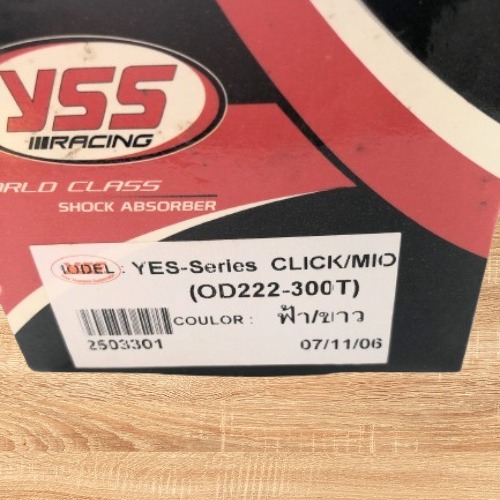 YSS
RACING
ORLD CLASS
SHOCK ABSORBER
MODEL : YES-Series CLICK/MIO
(OD222-300T)
COULOR : ฟ้า/ขาว
2503301 07/11/06